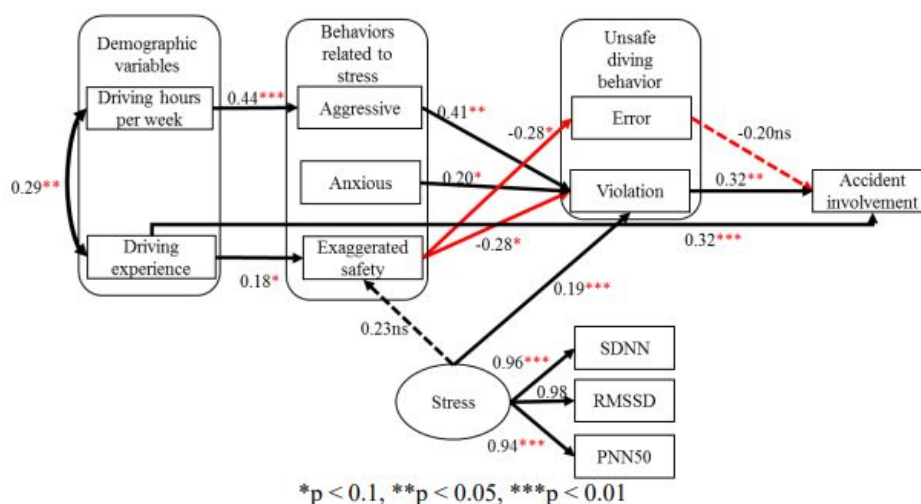 Demographic
variables
Behaviors
related to
stress
Unsafe
diving
behavior
Driving hours
per week
0.44***
Aggressive
0.41**
-0.28*
Error
-0.20ns
0.29**
Anxious
0.20*
Violation
0.32**
Accident
involvement
Driving
experience
0.18*
Exaggerated
safety
-0.28*
0.32***
0.23ns
0.19***
Stress
0.96***
SDNN
0.98
RMSSD
0.94***
PNN50
*p < 0.1, **p < 0.05, ***p < 0.01